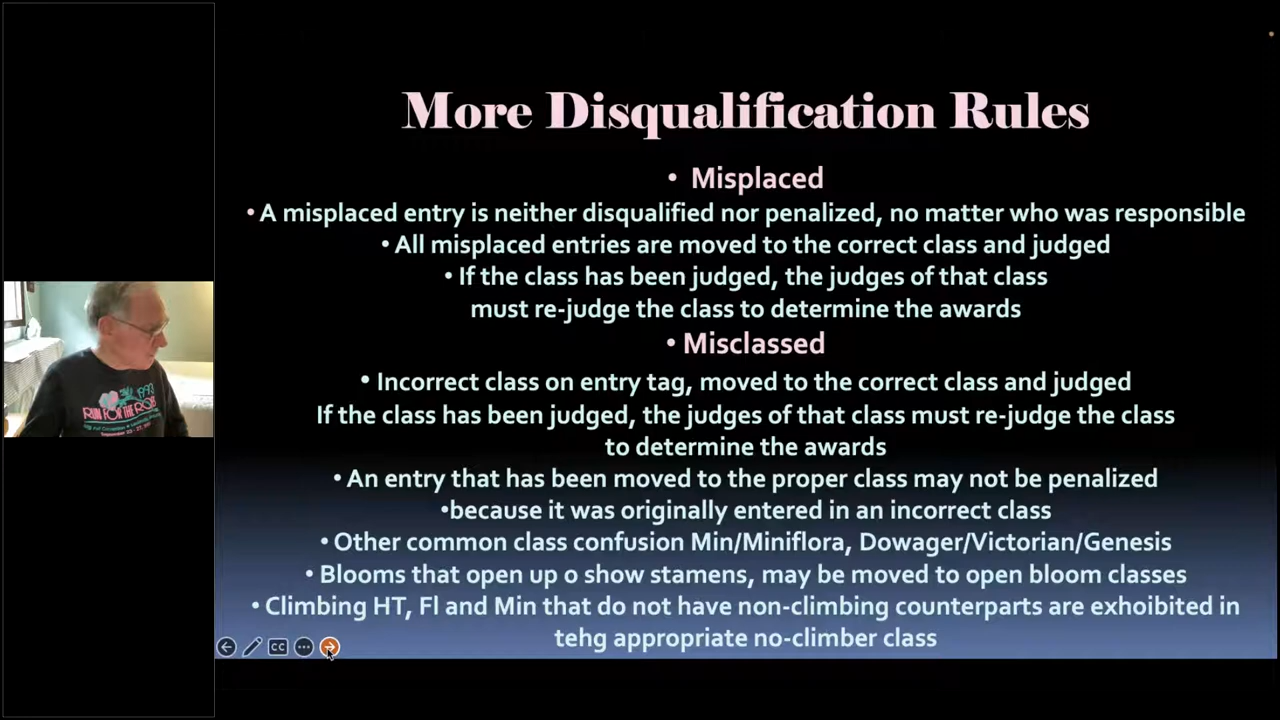 More Disqualification Rules
• Misplaced
• A misplaced entry is neither disqualified nor penalized, no matter who was responsible
• All misplaced entries are moved to the correct class and judged
• If the class has been judged, the judges of that class
must re-judge the class to determine the awards
• Misclassed
• Incorrect class on entry tag, moved to the correct class and judged
If the class has been judged, the judges of that class must re-judge the class
to determine the awards
• An entry that has been moved to the proper class may not be penalized
•because it was originally entered in an incorrect class
• Other common class confusion Min/Miniflora, Dowager/Victorian/Genesis
• Blooms that open up o show stamens, may be moved to open bloom classes
• Climbing HT, Fl and Min that do not have non-climbing counterparts are exhoibited in
tehg appropriate no-climber class
CC
1993
RUN FOR THE ROSES